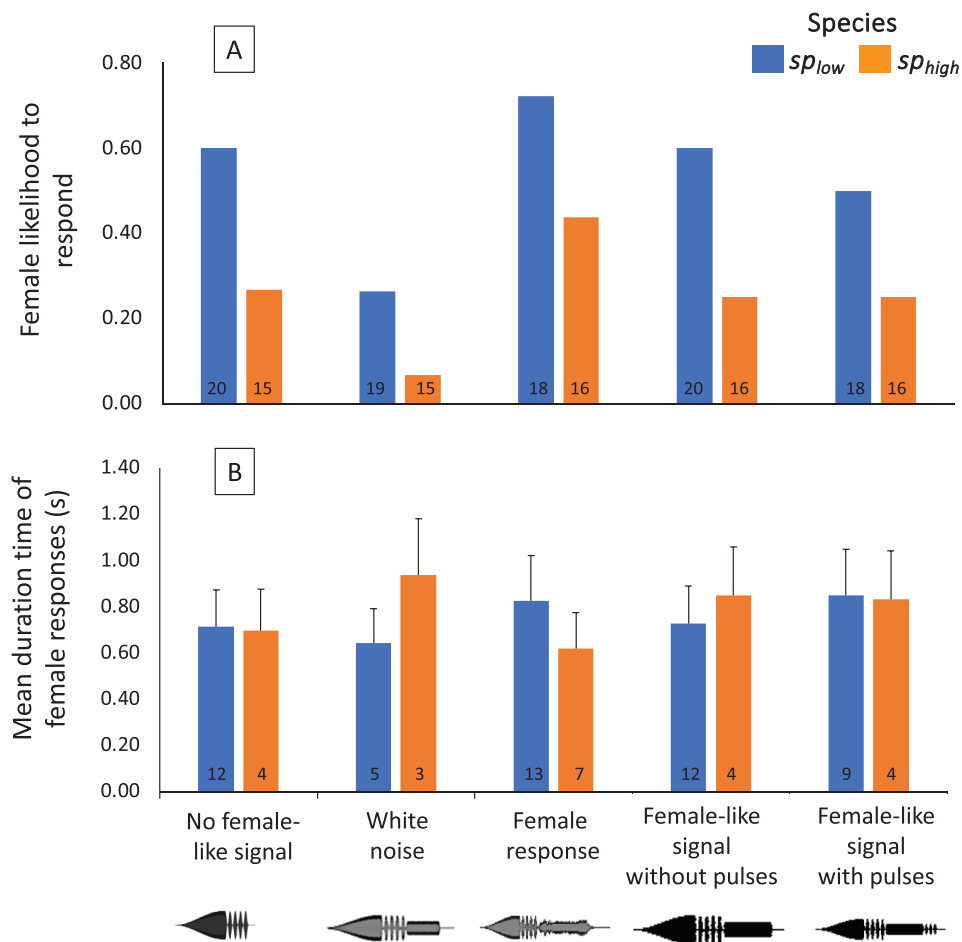 Species
sp_low sp_high
A
Female likelihood to
respond
0.80
0.60
0.40
0.20
0.00
20 15 19 15 18 16 20 16 18 16
B
Mean duration time of
female responses (s)
1.40
1.20
1.00
0.80
0.60
0.40
0.20
0.00
12 4 5 3 13 7 12 4 9 4
No female-
like signal
White
noise
Female
response
Female-like
signal
without pulses
Female-like
signal
with pulses